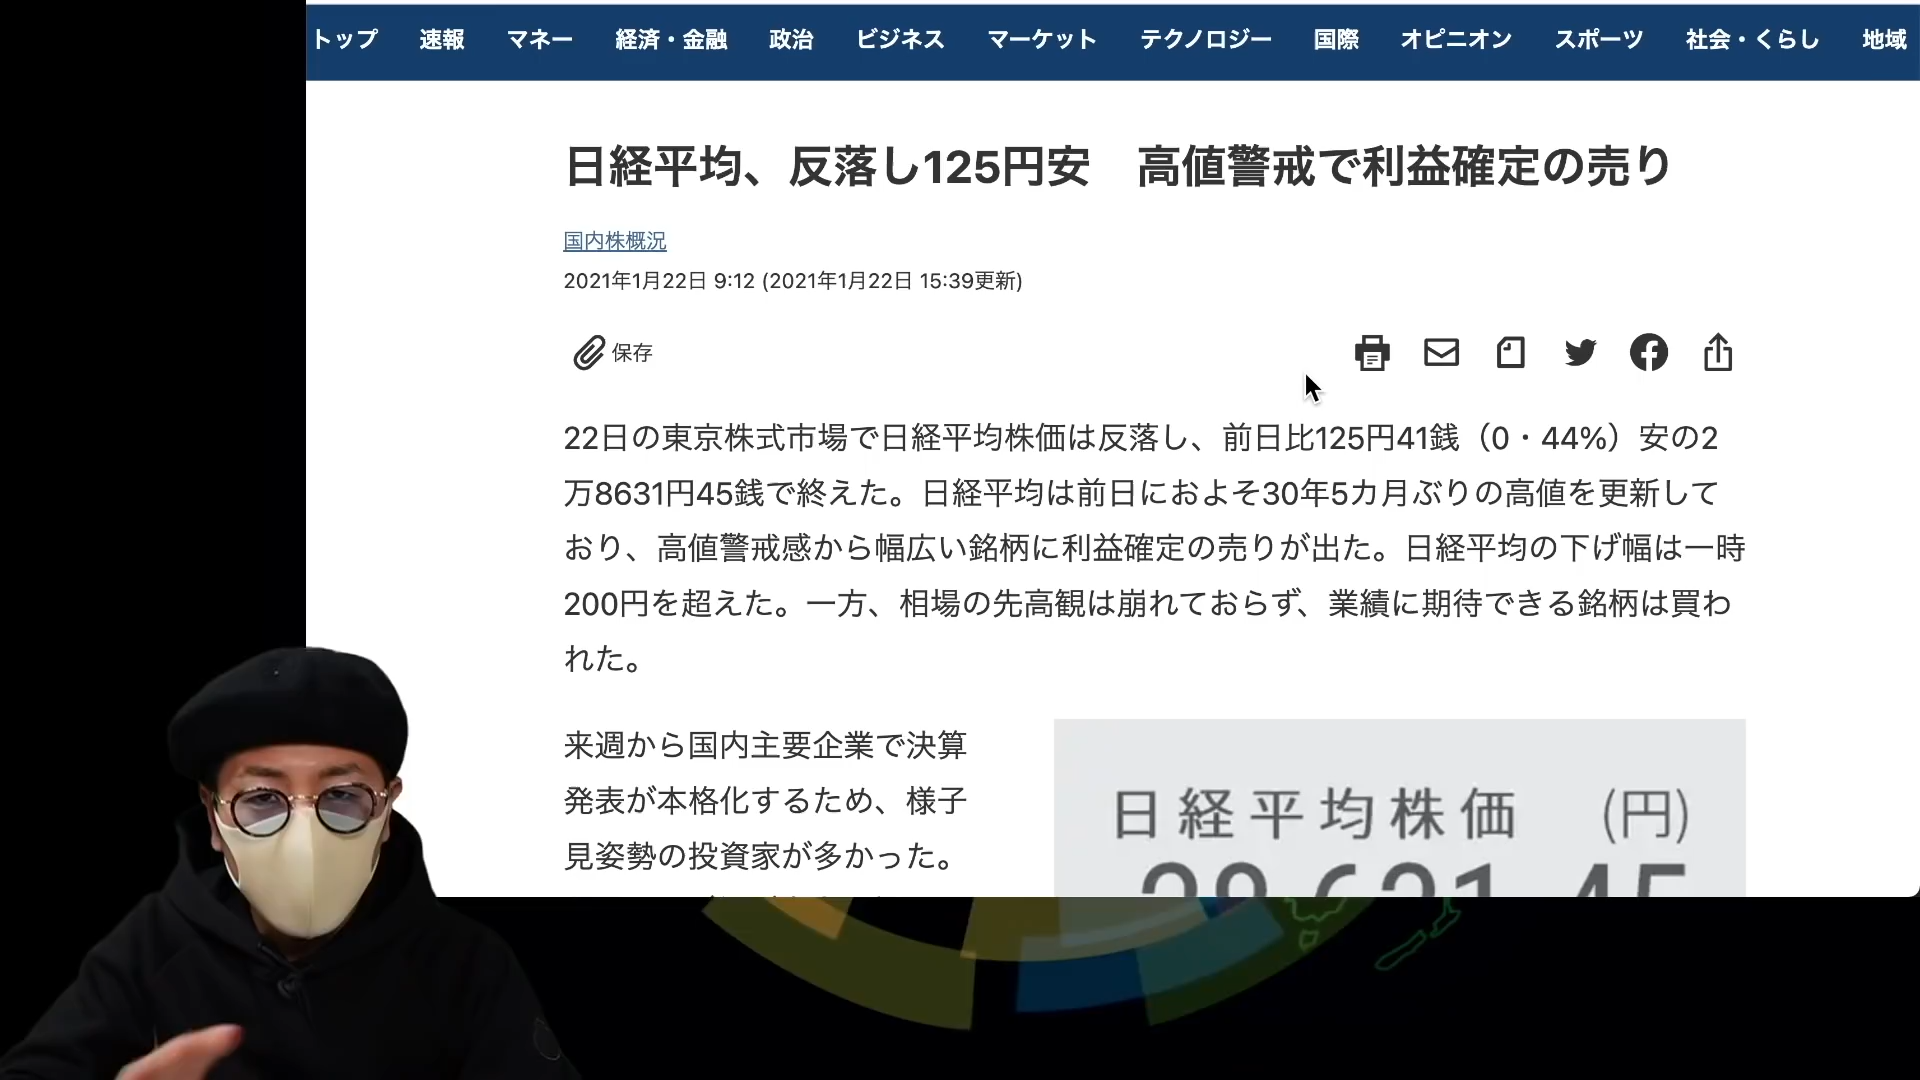 トップ 速報 マネー 経済・金融 政治 ビジネス マーケット テクノロジー 国際 オピニオン スポーツ 社会・くらし 地域
日経平均、反落し125円安　高値警戒で利益確定の売り
国内株概況
2021年1月22日 9:12 (2021年1月22日 15:39更新)
保存
22日の東京株式市場で日経平均株価は反落し、前日比125円41銭（0・44%）安の2
万8631円45銭で終えた。日経平均は前日におよそ30年5カ月ぶりの高値を更新して
おり、高値警戒感から幅広い銘柄に利益確定の売りが出た。日経平均の下げ幅は一時
200円を超えた。一方、相場の先高観は崩れておらず、業績に期待できる銘柄は買わ
れた。
来週から国内主要企業で決算
発表が本格化するため、様子
見姿勢の投資家が多かった。
日経平均株価 (円)